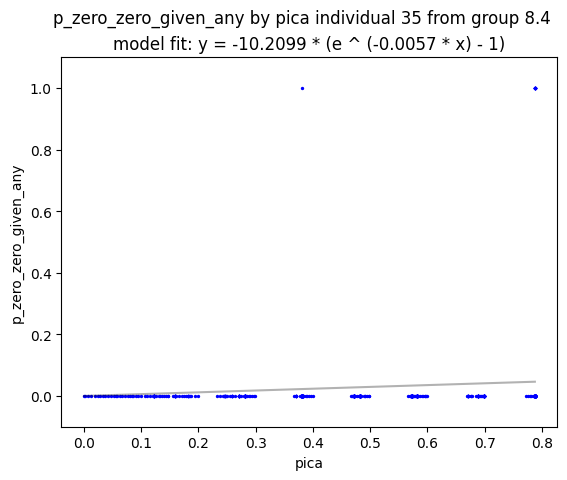 p_zero_zero_given_any by pica individual 35 from group 8.4
model fit: y = -10.2099 * (e ^ (-0.0057 * x) - 1)
1.0
0.8
0.6
0.4
0.2
0.0
p_zero_zero_given_any
0.0 0.1 0.2 0.3 0.4 0.5 0.6 0.7 0.8
pica